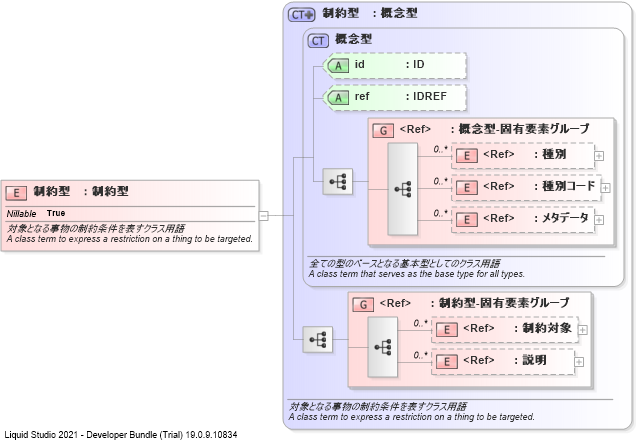 CT 制約型 : 概念型
CT 概念型
A id : ID
A ref : IDREF
G <Ref> : 概念型-固有要素グループ
0..*
E <Ref> : 種別
0..*
E <Ref> : 種別コード
0..*
E <Ref> : メタデータ
全ての型のベースとなる基本型としてのクラス用語
A class term that serves as the base type for all types.
E 制約型 : 制約型
Nillable True
対象となる事物の制約条件を表すクラス用語
A class term to express a restriction on a thing to be targeted.
G <Ref> : 制約型-固有要素グループ
0..*
E <Ref> : 制約対象
0..*
E <Ref> : 説明
対象となる事物の制約条件を表すクラス用語
A class term to express a restriction on a thing to be targeted.
Liquid Studio 2021 - Developer Bundle (Trial) 19.0.9.10834